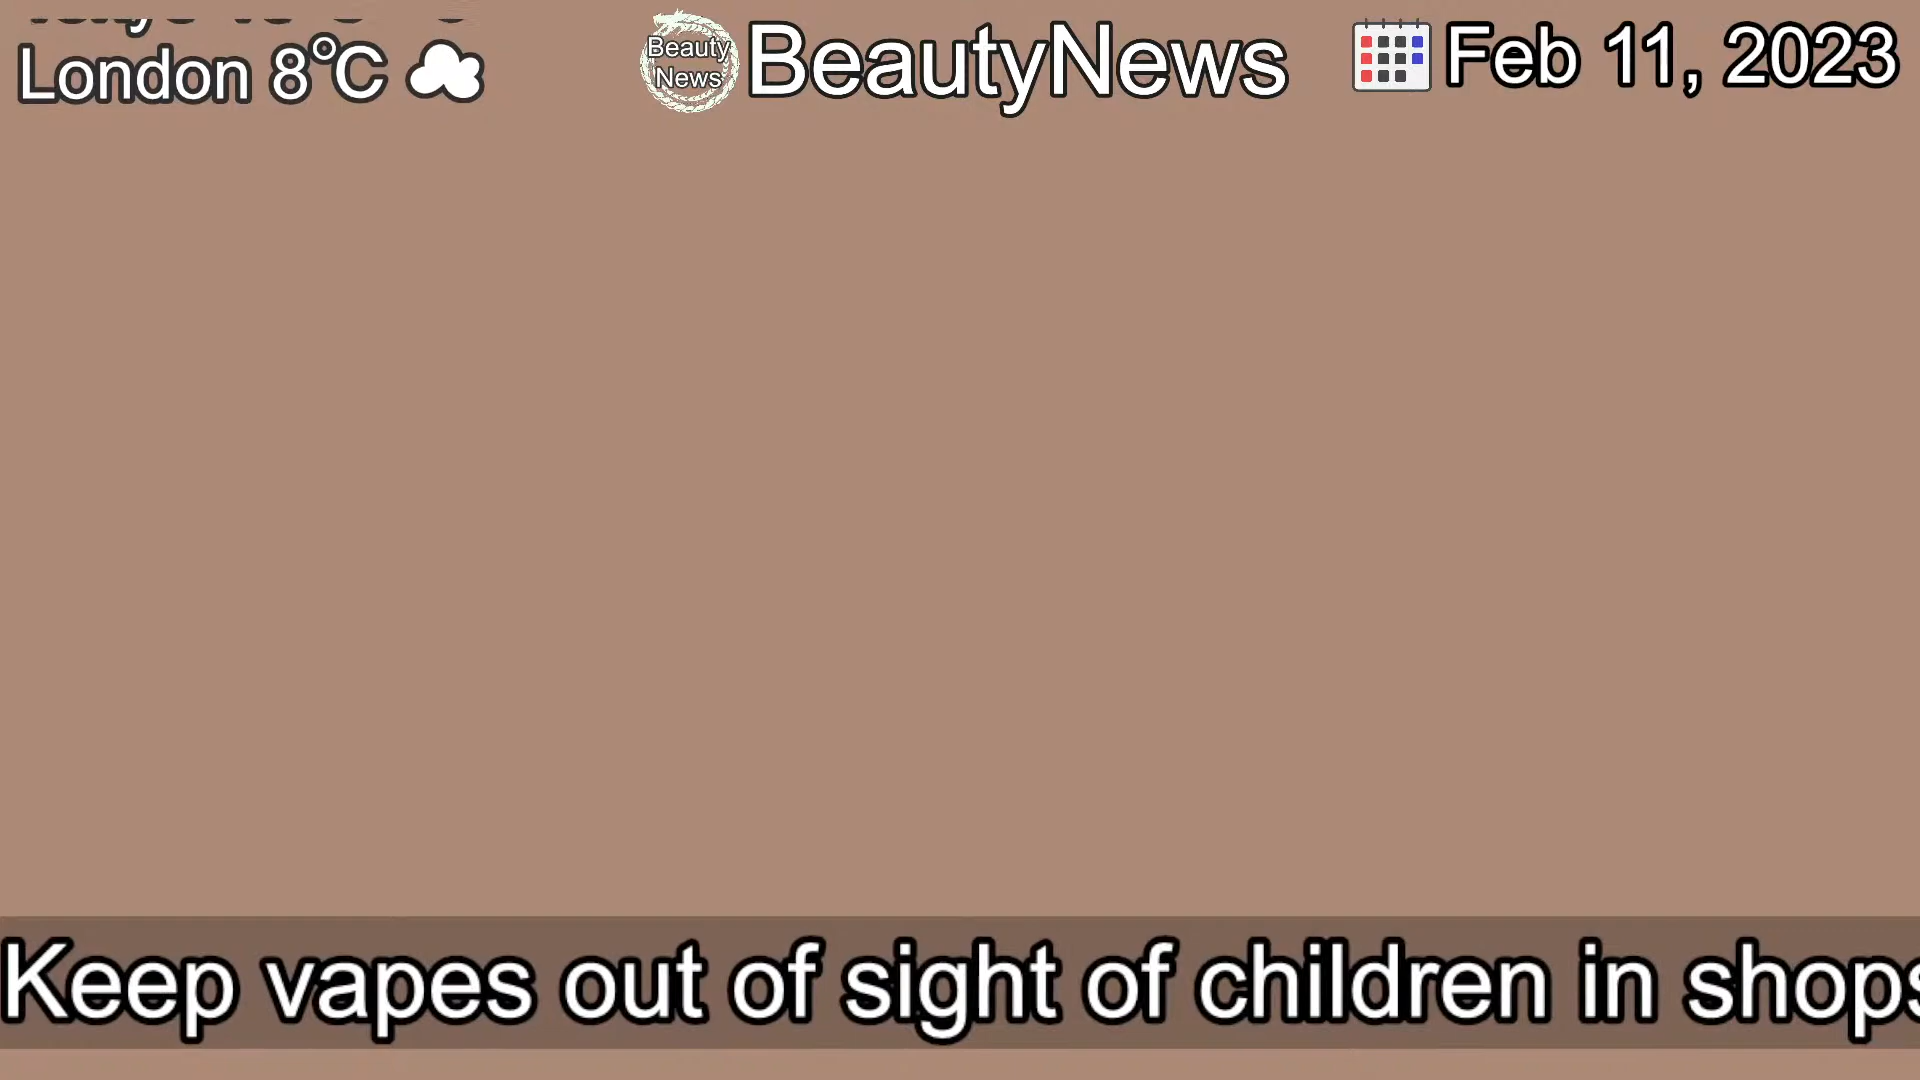 London 8°C
Beauty
News
BeautyNews
Feb 11, 2023
Keep vapes out of sight of children in shops